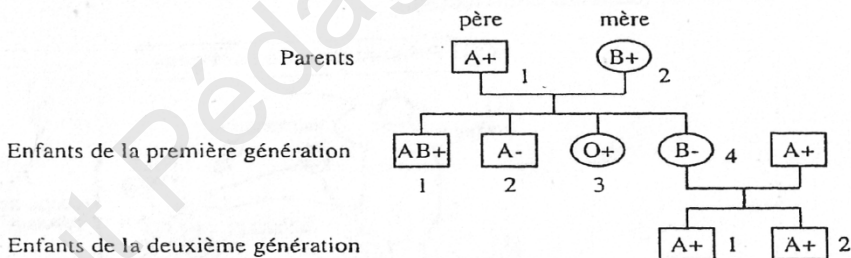 père mère
Parents A+ B+
1 2
Enfants de la première génération AB+ A- O+ B- 4 A+
1 2 3
Enfants de la deuxième génération A+ 1 A+ 2